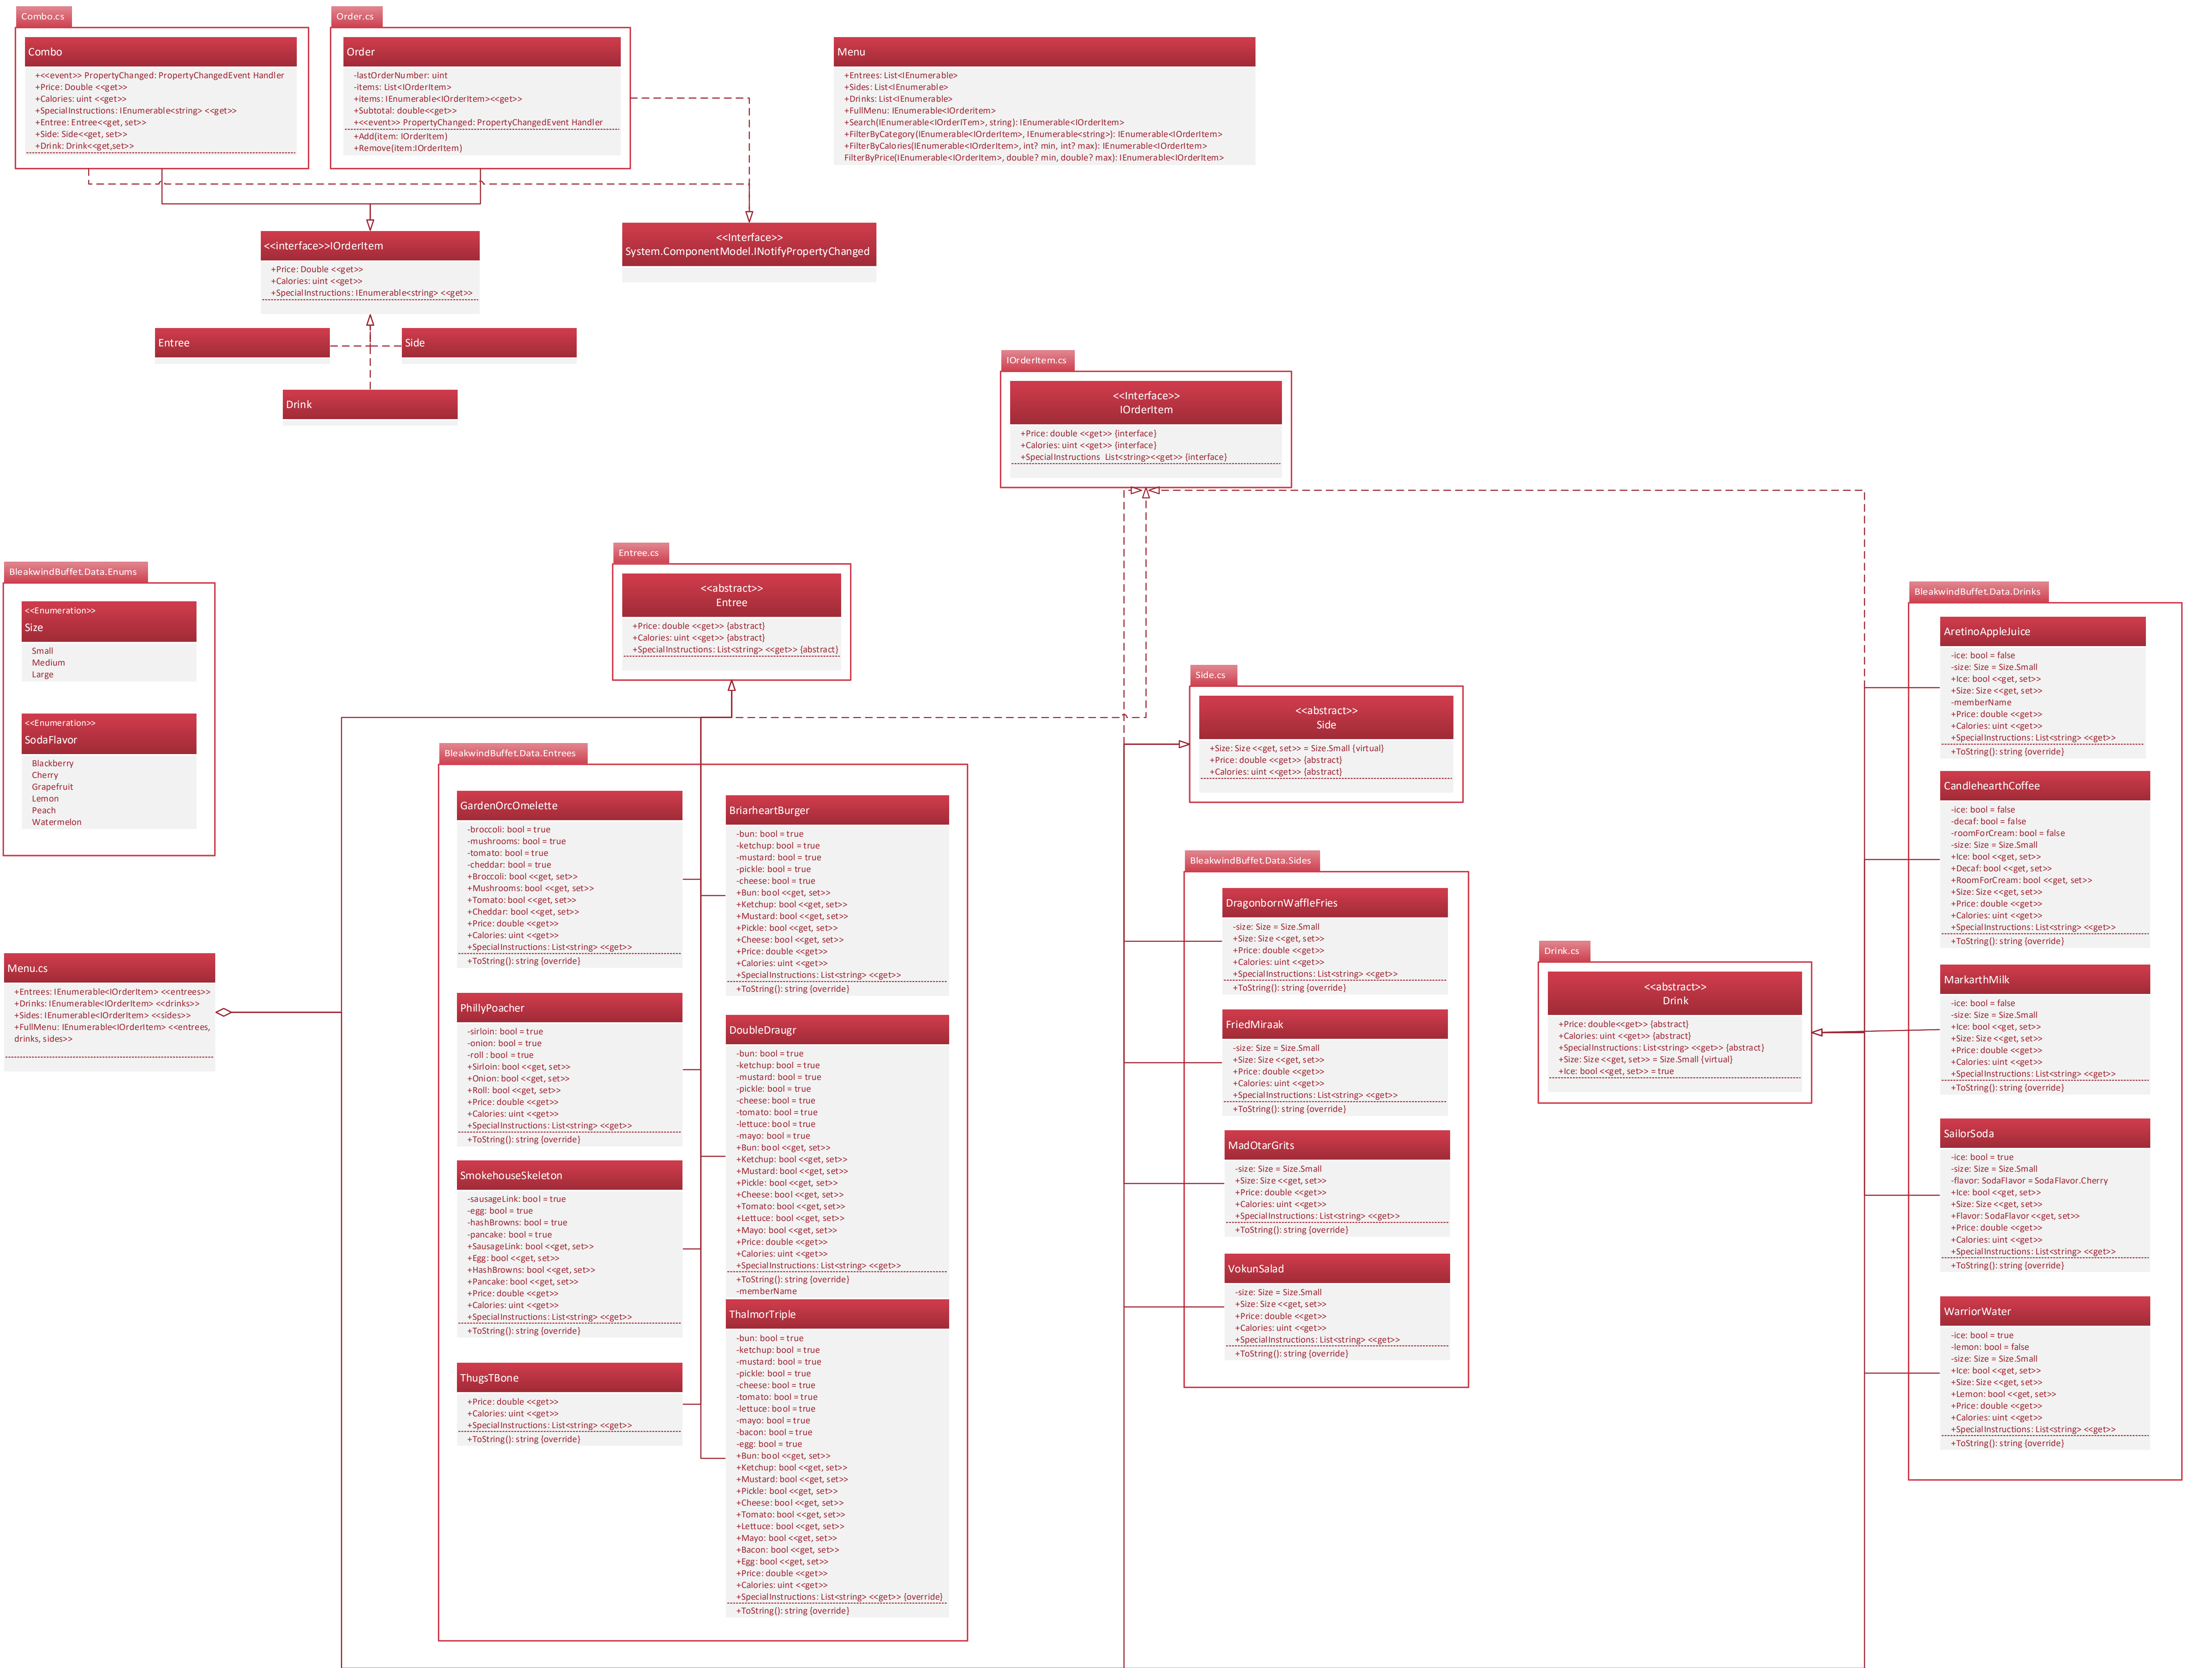 Combo.cs
Combo
+<<event>> PropertyChanged: PropertyChangedEvent Handler
+Price: Double <<get>>
+Calories: uint <<get>>
+SpecialInstructions: IEnumerable<string> <<get>>
+Entree: Entree<<get, set>>
+Side: Side<<get, set>>
+Drink: Drink<<get,set>>
Order.cs
Order
-lastOrderNumber: uint
-items: List<IOrderItem>
+items: IEnumerable<IOrderItem><<get>>
+Subtotal: double<<get>>
+<<event>> PropertyChanged: PropertyChangedEvent Handler
+Add(item: IOrderItem)
+Remove(item:IOrderItem)
Menu
+Entrees: List<IEnumerable>
+Sides: List<IEnumerable>
+Drinks: List<IEnumerable>
+FullMenu: IEnumerable<IOrderitem>
+Search(IEnumerable<IOrderITem>, string): IEnumerable<IOrderItem>
+FilterByCategory(IEnumerable<IOrderItem>, IEnumerable<string>): IEnumerable<IOrderItem>
+FilterByCalories(IEnumerable<IOrderItem>, int? min, int? max): IEnumerable<IOrderItem>
FilterByPrice(IEnumerable<IOrderItem>, double? min, double? max): IEnumerable<IOrderItem>
<<interface>>IOrderItem
+Price: Double <<get>>
+Calories: uint <<get>>
+SpecialInstructions: IEnumerable<string> <<get>>
<<Interface>>
System.ComponentModel.INotifyPropertyChanged
Entree
Side
Drink
IOrderItem.cs
<<Interface>>
IOrderItem
+Price: double <<get>> {interface}
+Calories: uint <<get>> {interface}
+SpecialInstructions  List<string><<get>> {interface}
Entree.cs
<<abstract>>
Entree
+Price: double <<get>> {abstract}
+Calories: uint <<get>> {abstract}
+SpecialInstructions: List<string> <<get>> {abstract}
BleakwindBuffet.Data.Enums
<<Enumeration>>
Size
Small
Medium
Large
<<Enumeration>>
SodaFlavor
Blackberry
Cherry
Grapefruit
Lemon
Peach
Watermelon
Menu.cs
+Entrees: IEnumerable<IOrderItem> <<entrees>>
+Drinks: IEnumerable<IOrderItem> <<drinks>>
+Sides: IEnumerable<IOrderItem> <<sides>>
+FullMenu: IEnumerable<IOrderItem> <<entrees,
drinks, sides>>
BleakwindBuffet.Data.Entrees
GardenOrcOmelette
-broccoli: bool = true
-mushrooms: bool = true
-tomato: bool = true
-cheddar: bool = true
+Broccoli: bool <<get, set>>
+Mushrooms: bool <<get, set>>
+Tomato: bool <<get, set>>
+Cheddar: bool <<get, set>>
+Price: double <<get>>
+Calories: uint <<get>>
+SpecialInstructions: List<string> <<get>>
+ToString(): string {override}
PhillyPoacher
-sirloin: bool = true
-onion: bool = true
-roll : bool = true
+Sirloin: bool <<get, set>>
+Onion: bool <<get, set>>
+Roll: bool <<get, set>>
+Price: double <<get>>
+Calories: uint <<get>>
+SpecialInstructions: List<string> <<get>>
+ToString(): string {override}
SmokehouseSkeleton
-sausageLink: bool = true
-egg: bool = true
-hashBrowns: bool = true
-pancake: bool = true
+SausageLink: bool <<get, set>>
+Egg: bool <<get, set>>
+HashBrowns: bool <<get, set>>
+Pancake: bool <<get, set>>
+Price: double <<get>>
+Calories: uint <<get>>
+SpecialInstructions: List<string> <<get>>
+ToString(): string {override}
ThugsTBone
+Price: double <<get>>
+Calories: uint <<get>>
+SpecialInstructions: List<string> <<get>>
+ToString(): string {override}
BriarheartBurger
-bun: bool = true
-ketchup: bool = true
-mustard: bool = true
-pickle: bool = true
-cheese: bool = true
+Bun: bool <<get, set>>
+Ketchup: bool <<get, set>>
+Mustard: bool <<get, set>>
+Pickle: bool <<get, set>>
+Cheese: bool <<get, set>>
+Price: double <<get>>
+Calories: uint <<get>>
+SpecialInstructions: List<string> <<get>>
+ToString(): string {override}
DoubleDraugr
-bun: bool = true
-ketchup: bool = true
-mustard: bool = true
-pickle: bool = true
-cheese: bool = true
-tomato: bool = true
-lettuce: bool = true
-mayo: bool = true
+Bun: bool <<get, set>>
+Ketchup: bool <<get, set>>
+Mustard: bool <<get, set>>
+Pickle: bool <<get, set>>
+Cheese: bool <<get, set>>
+Tomato: bool <<get, set>>
+Lettuce: bool <<get, set>>
+Mayo: bool <<get, set>>
+Price: double <<get>>
+Calories: uint <<get>>
+SpecialInstructions: List<string> <<get>>
+ToString(): string {override}
-memberName
ThalmorTriple
-bun: bool = true
-ketchup: bool = true
-mustard: bool = true
-pickle: bool = true
-cheese: bool = true
-tomato: bool = true
-lettuce: bool = true
-mayo: bool = true
-bacon: bool = true
-egg: bool = true
+Bun: bool <<get, set>>
+Ketchup: bool <<get, set>>
+Mustard: bool <<get, set>>
+Pickle: bool <<get, set>>
+Cheese: bool <<get, set>>
+Tomato: bool <<get, set>>
+Lettuce: bool <<get, set>>
+Mayo: bool <<get, set>>
+Bacon: bool <<get, set>>
+Egg: bool <<get, set>>
+Price: double <<get>>
+Calories: uint <<get>>
+SpecialInstructions: List<string> <<get>> {override}
+ToString(): string {override}
Side.cs
<<abstract>>
Side
+Size: Size <<get, set>> = Size.Small {virtual}
+Price: double <<get>> {abstract}
+Calories: uint <<get>> {abstract}
BleakwindBuffet.Data.Sides
DragonbornWaffleFries
-size: Size = Size.Small
+Size: Size <<get, set>>
+Price: double <<get>>
+Calories: uint <<get>>
+SpecialInstructions: List<string> <<get>>
+ToString(): string {override}
FriedMiraak
-size: Size = Size.Small
+Size: Size <<get, set>>
+Price: double <<get>>
+Calories: uint <<get>>
+SpecialInstructions: List<string> <<get>>
+ToString(): string {override}
MadOtarGrits
-size: Size = Size.Small
+Size: Size <<get, set>>
+Price: double <<get>>
+Calories: uint <<get>>
+SpecialInstructions: List<string> <<get>>
+ToString(): string {override}
VokunSalad
-size: Size = Size.Small
+Size: Size <<get, set>>
+Price: double <<get>>
+Calories: uint <<get>>
+SpecialInstructions: List<string> <<get>>
+ToString(): string {override}
Drink.cs
<<abstract>>
Drink
+Price: double<<get>> {abstract}
+Calories: uint <<get>> {abstract}
+SpecialInstructions: List<string> <<get>> {abstract}
+Size: Size <<get, set>> = Size.Small {virtual}
+Ice: bool <<get, set>> = true
BleakwindBuffet.Data.Drinks
AretinoAppleJuice
-ice: bool = false
-size: Size = Size.Small
+Ice: bool <<get, set>>
+Size: Size <<get, set>>
-memberName
+Price: double <<get>>
+Calories: uint <<get>>
+SpecialInstructions: List<string> <<get>>
+ToString(): string {override}
CandlehearthCoffee
-ice: bool = false
-decaf: bool = false
-roomForCream: bool = false
-size: Size = Size.Small
+Ice: bool <<get, set>>
+Decaf: bool <<get, set>>
+RoomForCream: bool <<get, set>>
+Size: Size <<get, set>>
+Price: double <<get>>
+Calories: uint <<get>>
+SpecialInstructions: List<string> <<get>>
+ToString(): string {override}
MarkarthMilk
-ice: bool = false
-size: Size = Size.Small
+Ice: bool <<get, set>>
+Size: Size <<get, set>>
+Price: double <<get>>
+Calories: uint <<get>>
+SpecialInstructions: List<string> <<get>>
+ToString(): string {override}
SailorSoda
-ice: bool = true
-size: Size = Size.Small
-flavor: SodaFlavor = SodaFlavor.Cherry
+Ice: bool <<get, set>>
+Size: Size <<get, set>>
+Flavor: SodaFlavor <<get, set>>
+Price: double <<get>>
+Calories: uint <<get>>
+SpecialInstructions: List<string> <<get>>
+ToString(): string {override}
WarriorWater
-ice: bool = true
-lemon: bool = false
-size: Size = Size.Small
+Ice: bool <<get, set>>
+Size: Size <<get, set>>
+Lemon: bool <<get, set>>
+Price: double <<get>>
+Calories: uint <<get>>
+SpecialInstructions: List<string> <<get>>
+ToString(): string {override}